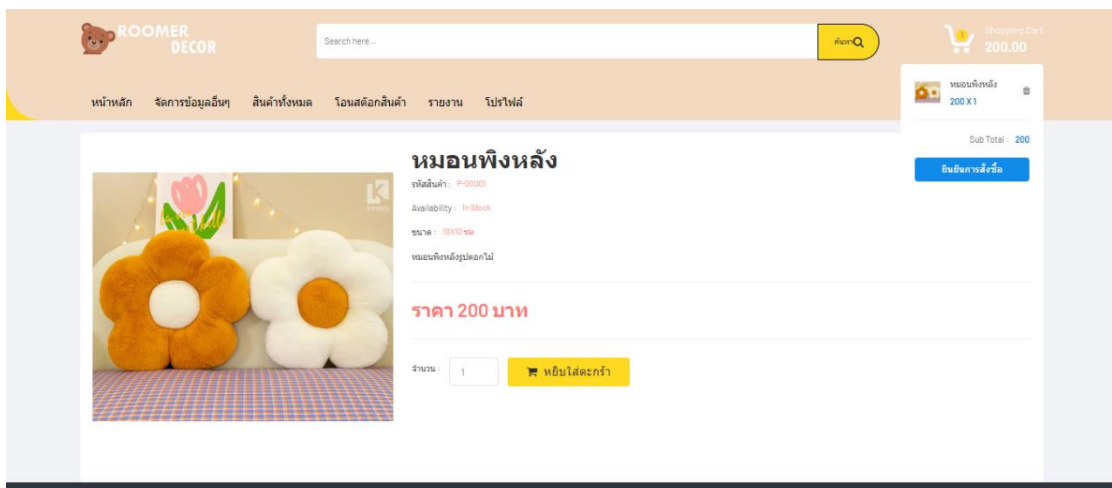 ROOMER
DECOR
Search here...
ค้นหา
1
Shopping Cart
200.00
หน้าหลัก จัดการข้อมูลอื่นๆ สินค้าทั้งหมด โอนสต๊อกสินค้า รายงาน โปรไฟล์
หมอนพิงหลัง
200 X 1
Sub Total : 200
ยืนยันการสั่งซื้อ
หมอนพิงหลัง
รหัสสินค้า : P-00001
Availability : In Stock
ขนาด : 10X10 ซม
หมอนพิงหลังรูปดอกไม้
ราคา 200 บาท
จำนวน : 1
หยิบใส่ตะกร้า